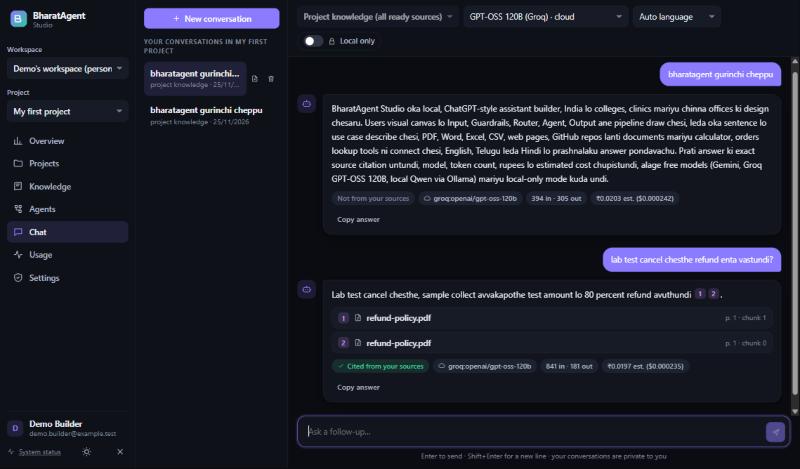 BharatAgent
Studio
Workspace
Demo's workspace (person
Project
My first project
Overview
Projects
Knowledge
Agents
Chat
Usage
Settings
D
Demo Builder
demo.builder@example.test
System status
+ New conversation
YOUR CONVERSATIONS IN MY FIRST
PROJECT
bharatagent gurinchi...
project knowledge · 25/11/...
bharatagent gurinchi cheppu
project knowledge · 25/11/2026
Project knowledge (all ready sources)
GPT-OSS 120B (Groq) · cloud
Auto language
Local only
bharatagent gurinchi cheppu
BharatAgent Studio oka local, ChatGPT-style assistant builder, India lo colleges, clinics mariyu chinna offices ki design
chesaru. Users visual canvas lo Input, Guardrails, Router, Agent, Output ane pipeline draw chesi, leda oka sentence lo
use case describe chesi, PDF, Word, Excel, CSV, web pages, GitHub repos lanti documents mariyu calculator, orders
lookup tools ni connect chesi, English, Telugu leda Hindi lo prashnalaku answer pondavachu. Prati answer ki exact
source citation untundi, model, token count, rupees lo estimated cost chupistundi, alage free models (Gemini, Groq
GPT-OSS 120B, local Qwen via Ollama) mariyu local-only mode kuda undi.
Not from your sources
groq:openai/gpt-oss-120b
394 in · 305 out
₹0.0203 est. ($0.000242)
Copy answer
lab test cancel chesthe refund enta vastundi?
Lab test cancel chesthe, sample collect avvakapothe test amount lo 80 percent refund avuthundi 1 2 .
1 refund-policy.pdf p. 1 · chunk 1
2 refund-policy.pdf p. 1 · chunk 0
✓ Cited from your sources
groq:openai/gpt-oss-120b
841 in · 181 out
₹0.0197 est. ($0.000235)
Copy answer
Ask a follow-up...
Enter to send · Shift+Enter for a new line · your conversations are private to you